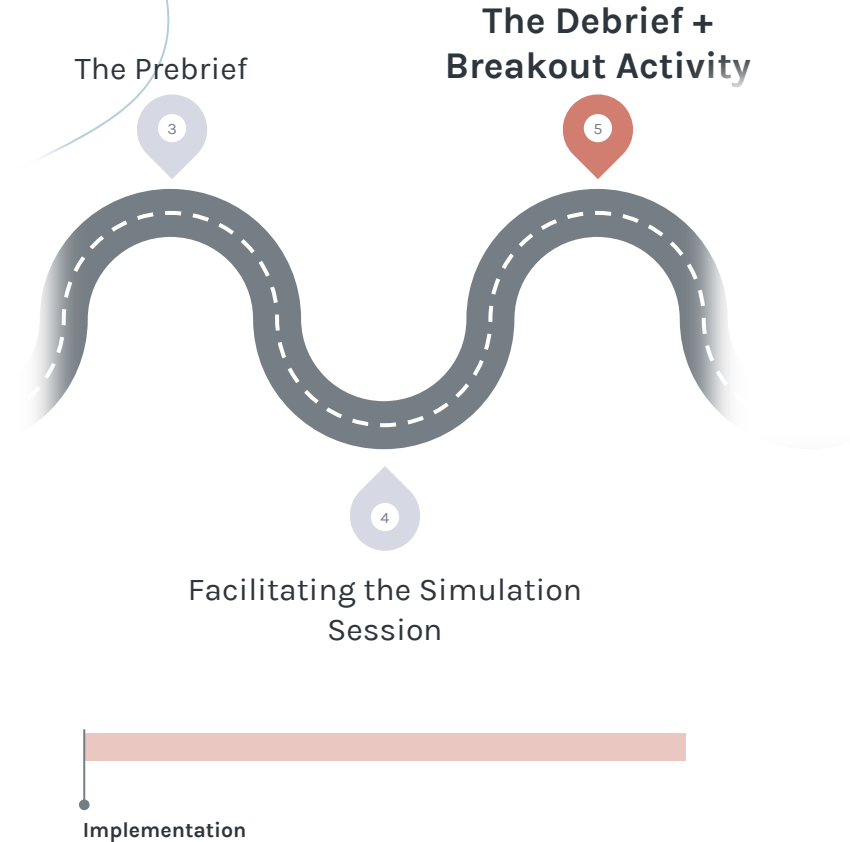 The Debrief +
Breakout Activity
The Prebrief
3
5
4
Facilitating the Simulation
Session
Implementation